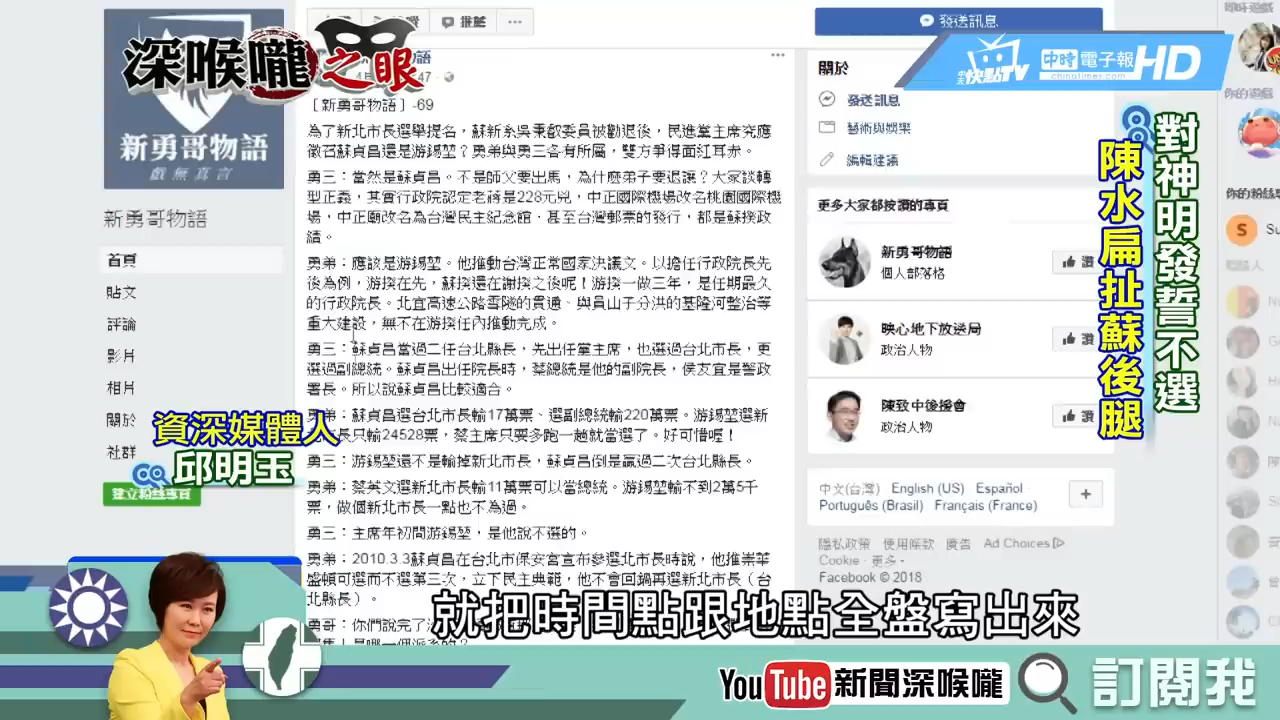 新勇哥物語
戲無真言
新勇哥物語
首頁
貼文
評論
影片
相片
關於
社群
建立粉絲專頁
深喉嚨之眼
推薦
［新勇哥物語］-69
為了新北市長選舉提名，蘇新系吳秉叡委員被勸退後，民進黨主席究應
徵召蘇貞昌還是游錫堃？勇弟與勇三各有所屬，雙方爭得面紅耳赤。
勇三：當然是蘇貞昌。不是師父要出馬，為什麼弟子要退讓？大家談轉
型正義，其實行政院認定老蔣是228元兇，中正國際機場改名桃園國際機
場，中正廟改名為台灣民主紀念館、甚至台灣郵票的發行，都是蘇揆政
績。
勇弟：應該是游錫堃。他推動台灣正常國家決議文。以擔任行政院長先
後為例，游揆在先，蘇揆還在謝揆之後呢！游揆一做三年，是任期最久
的行政院長。北宜高速公路雪隧的貫通、與員山子分洪的基隆河整治等
重大建設，無不在游揆任內推動完成。
勇三：蘇貞昌當過二任台北縣長，先出任黨主席，也選過台北市長，更
選過副總統。蘇貞昌出任院長時，蔡總統是他的副院長，侯友宜是警政
署長。所以說蘇貞昌比較適合。
勇弟：蘇貞昌選台北市長輸17萬票、選副總統輸220萬票。游錫堃選新
長只輸24528票，蔡主席只要多跑一趟就當選了。好可惜喔！
勇三：游錫堃還不是輸掉新北市長，蘇貞昌倒是贏過二次台北縣長。
勇弟：蔡英文選新北市長輸11萬票可以當總統。游錫堃輸不到2萬5千
票，做個新北市長一點也不為過。
勇三：主席年初問游錫堃，是他說不選的。
勇弟：2010.3.3蘇貞昌在台北市保安宮宣布參選北市長時說，他推崇華
盛頓可選而不選第三次，立下民主典範，他不會回鍋再選新北市長（台
北縣長）。
勇哥：你們說完了
發送訊息
關於
發送訊息
藝術與娛樂
編輯建議
更多大家都按讚的專頁
新勇哥物語
個人部落格
讚
映心地下放送局
政治人物
讚
陳致中後援會
政治人物
讚
中文(台灣) · English (US) · Español ·
Português (Brasil) · Français (France)
隱私政策 · 使用條款 · 廣告 · Ad Choices
Cookie · 更多
Facebook © 2018
中天快點TV
中時電子報HD
chinatimes.com
對神明發誓不選
陳水扁扯蘇後腿
資深媒體人
邱明玉
就把時間點跟地點全盤寫出來
YouTube 新聞深喉嚨
訂閱我